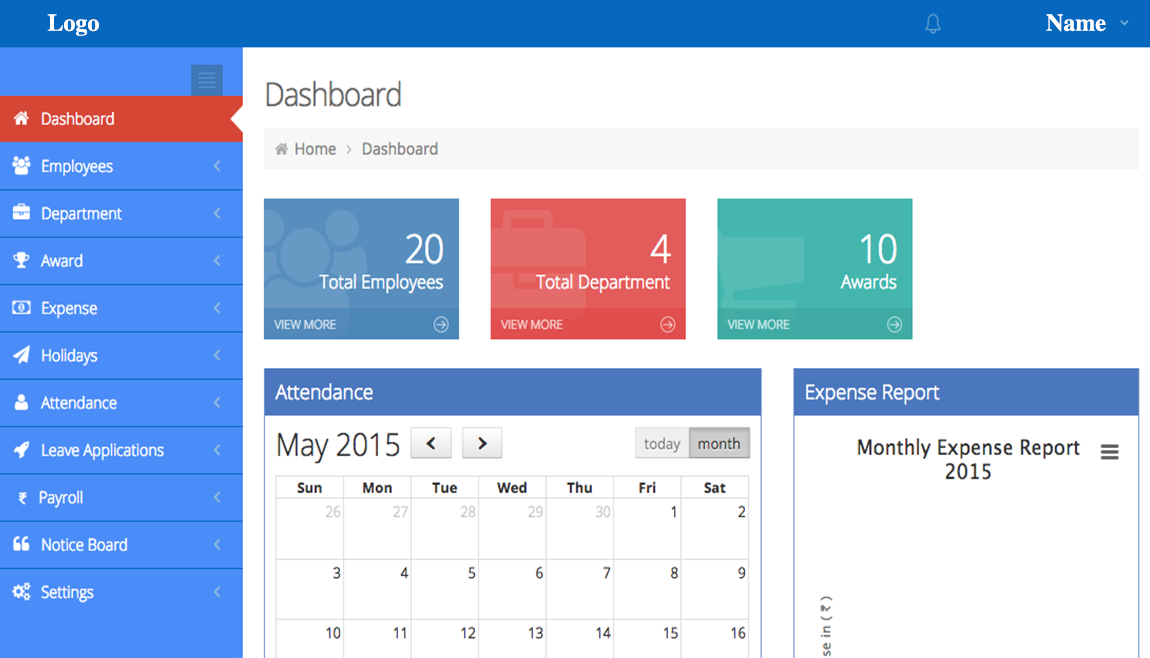 Logo
Name
Dashboard
Employees
Department
Award
Expense
Holidays
Attendance
Leave Applications
₹ Payroll
Notice Board
Settings
Dashboard
Home > Dashboard
20
Total Employees
VIEW MORE
4
Total Department
VIEW MORE
10
Awards
VIEW MORE
Attendance
May 2015
today month
Sun Mon Tue Wed Thu Fri Sat
26 27 28 29 30 1 2
3 4 5 6 7 8 9
10 11 12 13 14 15 16
Expense Report
Monthly Expense Report
2015
se in ( ₹ )